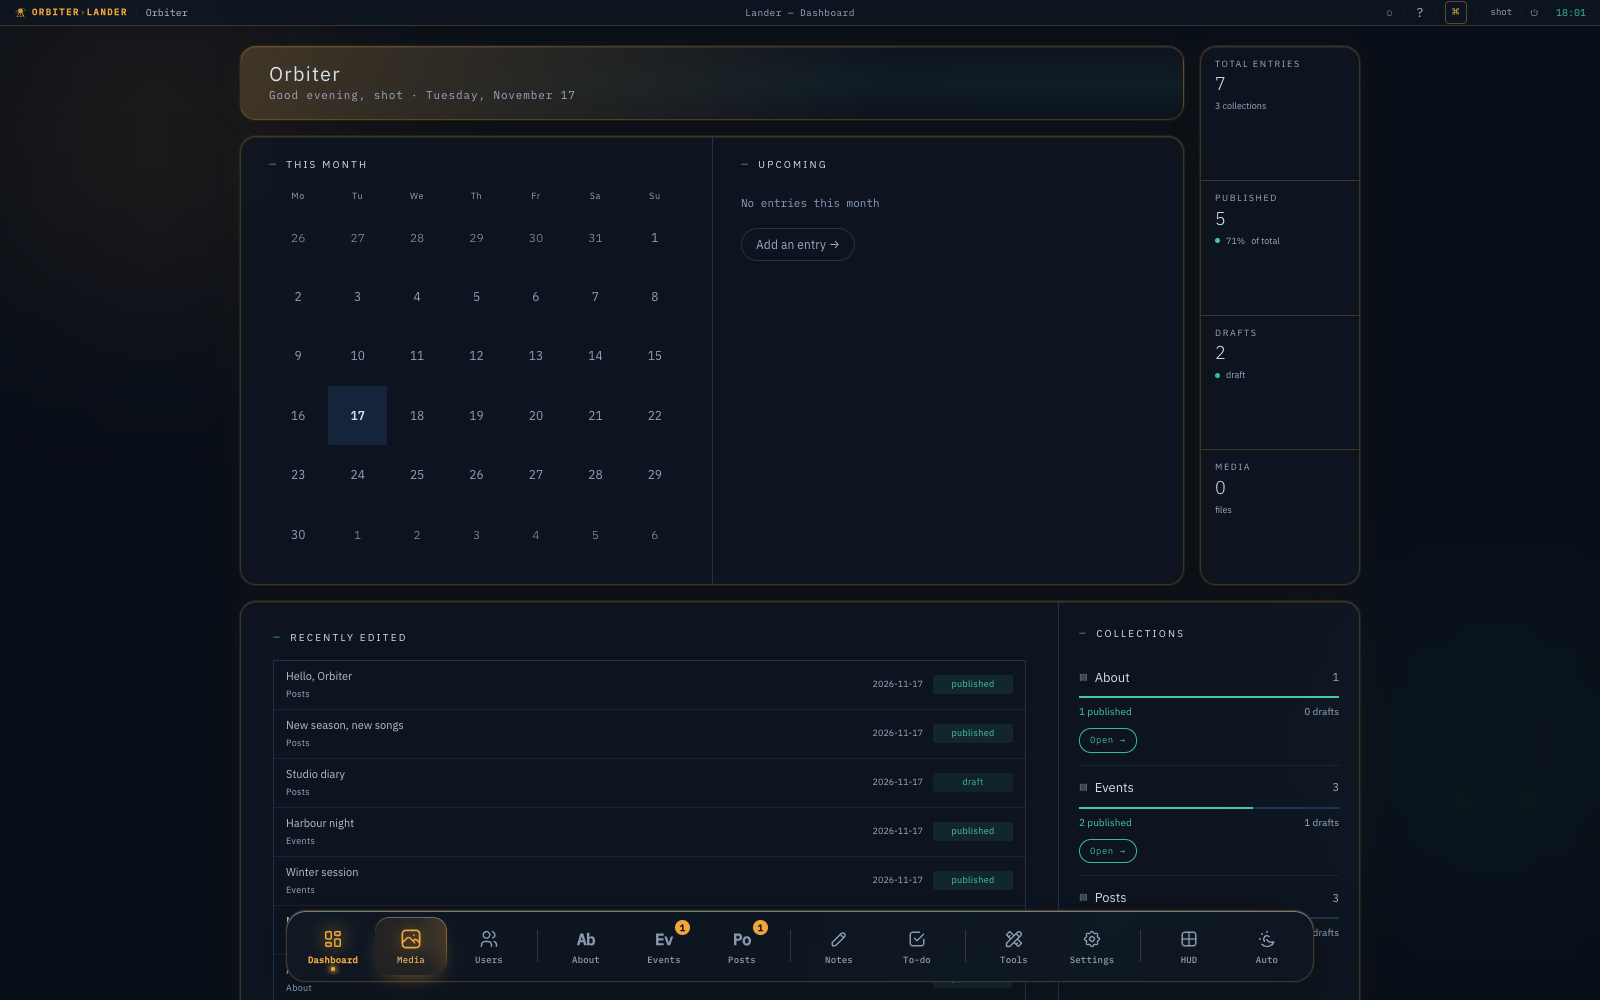 ORBITER›LANDER · Orbiter
Lander — Dashboard
? ⌘ shot 18:01
Orbiter
Good evening, shot · Tuesday, November 17
TOTAL ENTRIES
7
3 collections
PUBLISHED
5
71% of total
DRAFTS
2
draft
MEDIA
0
files
— THIS MONTH
Mo Tu We Th Fr Sa Su
26 27 28 29 30 31 1
2 3 4 5 6 7 8
9 10 11 12 13 14 15
16 17 18 19 20 21 22
23 24 25 26 27 28 29
30 1 2 3 4 5 6
— UPCOMING
No entries this month
Add an entry →
— RECENTLY EDITED
Hello, Orbiter
Posts
2026-11-17 published
New season, new songs
Posts
2026-11-17 published
Studio diary
Posts
2026-11-17 draft
Harbour night
Events
2026-11-17 published
Winter session
Events
2026-11-17 published
About
— COLLECTIONS
About 1
1 published 0 drafts
Open →
Events 3
2 published 1 drafts
Open →
Posts 3
drafts
Dashboard
Media
Users
Ab
About
Ev 1
Events
Po 1
Posts
Notes
To-do
Tools
Settings
HUD
Auto